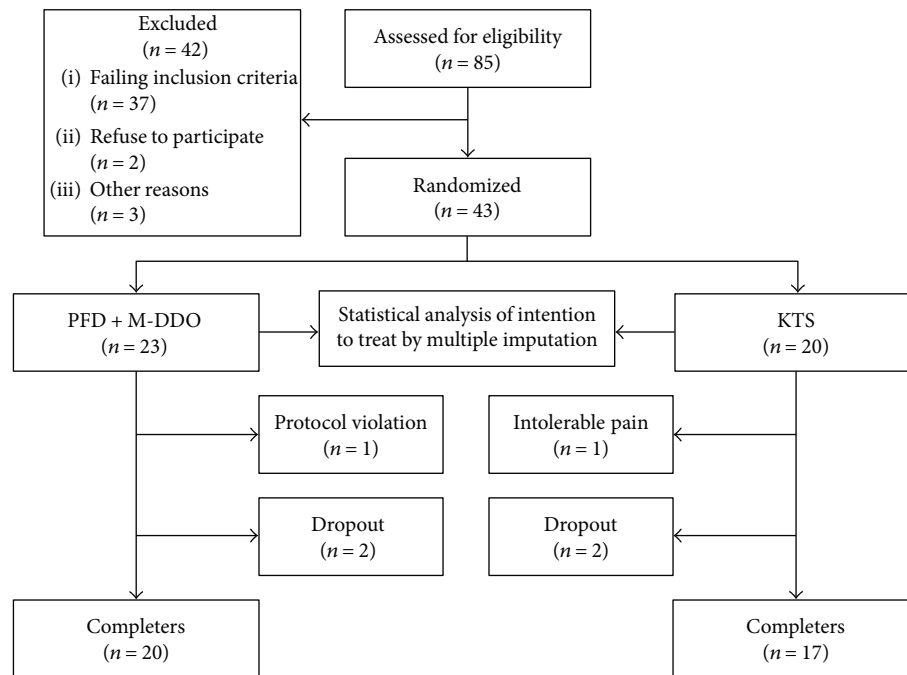 Excluded
(n = 42)
(i) Failing inclusion criteria
(n = 37)
(ii) Refuse to participate
(n = 2)
(iii) Other reasons
(n = 3)
Assessed for eligibility
(n = 85)
Randomized
(n = 43)
PFD + M-DDO
(n = 23)
Statistical analysis of intention
to treat by multiple imputation
KTS
(n = 20)
Protocol violation
(n = 1)
Intolerable pain
(n = 1)
Dropout
(n = 2)
Dropout
(n = 2)
Completers
(n = 20)
Completers
(n = 17)